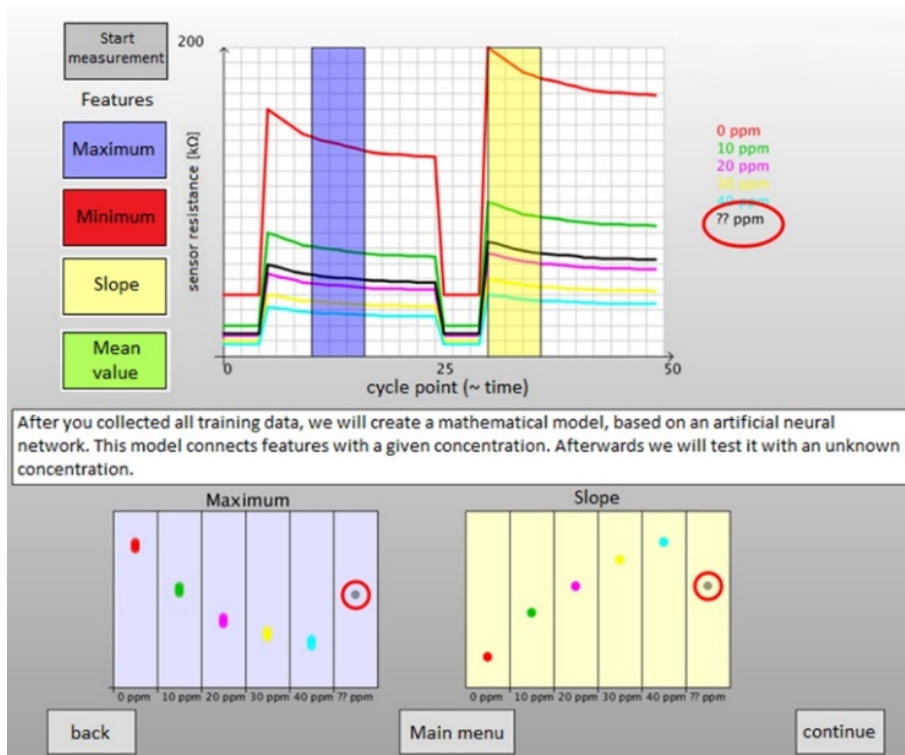 Start
measurement
Features
Maximum
Minimum
Slope
Mean
value
200
sensor resistance [kΩ]
0
25
50
cycle point (~ time)
0 ppm
10 ppm
20 ppm
30 ppm
40 ppm
?? ppm
After you collected all training data, we will create a mathematical model, based on an artificial neural
network. This model connects features with a given concentration. Afterwards we will test it with an unknown
concentration.
Maximum
0 ppm 10 ppm 20 ppm 30 ppm 40 ppm ?? ppm
Slope
0 ppm 10 ppm 20 ppm 30 ppm 40 ppm ?? ppm
back
Main menu
continue